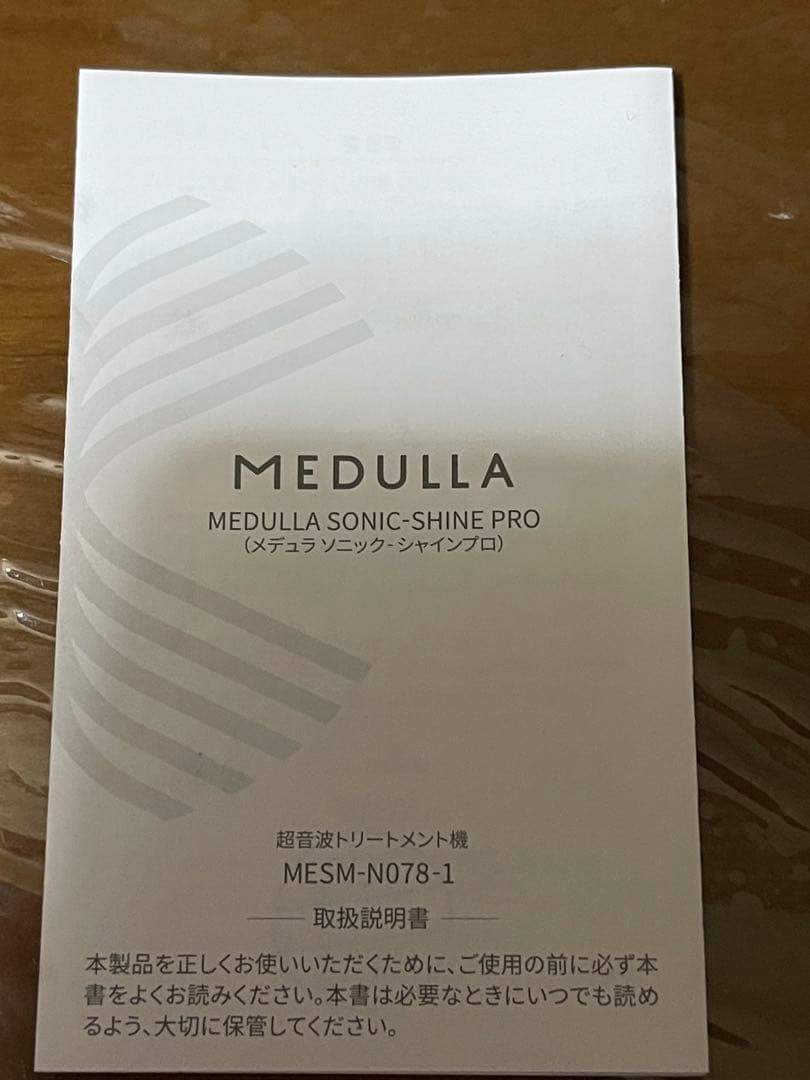 MEDULLA
MEDULLA SONIC-SHINE PRO
(メデュラ ソニック-シャインプロ)
超音波トリートメント機
MESM-N078-1
取扱説明書
本製品を正しくお使いいただくために、ご使用の前に必ず本
書をよくお読みください。本書は必要なときにいつでも読め
るよう、大切に保管してください。